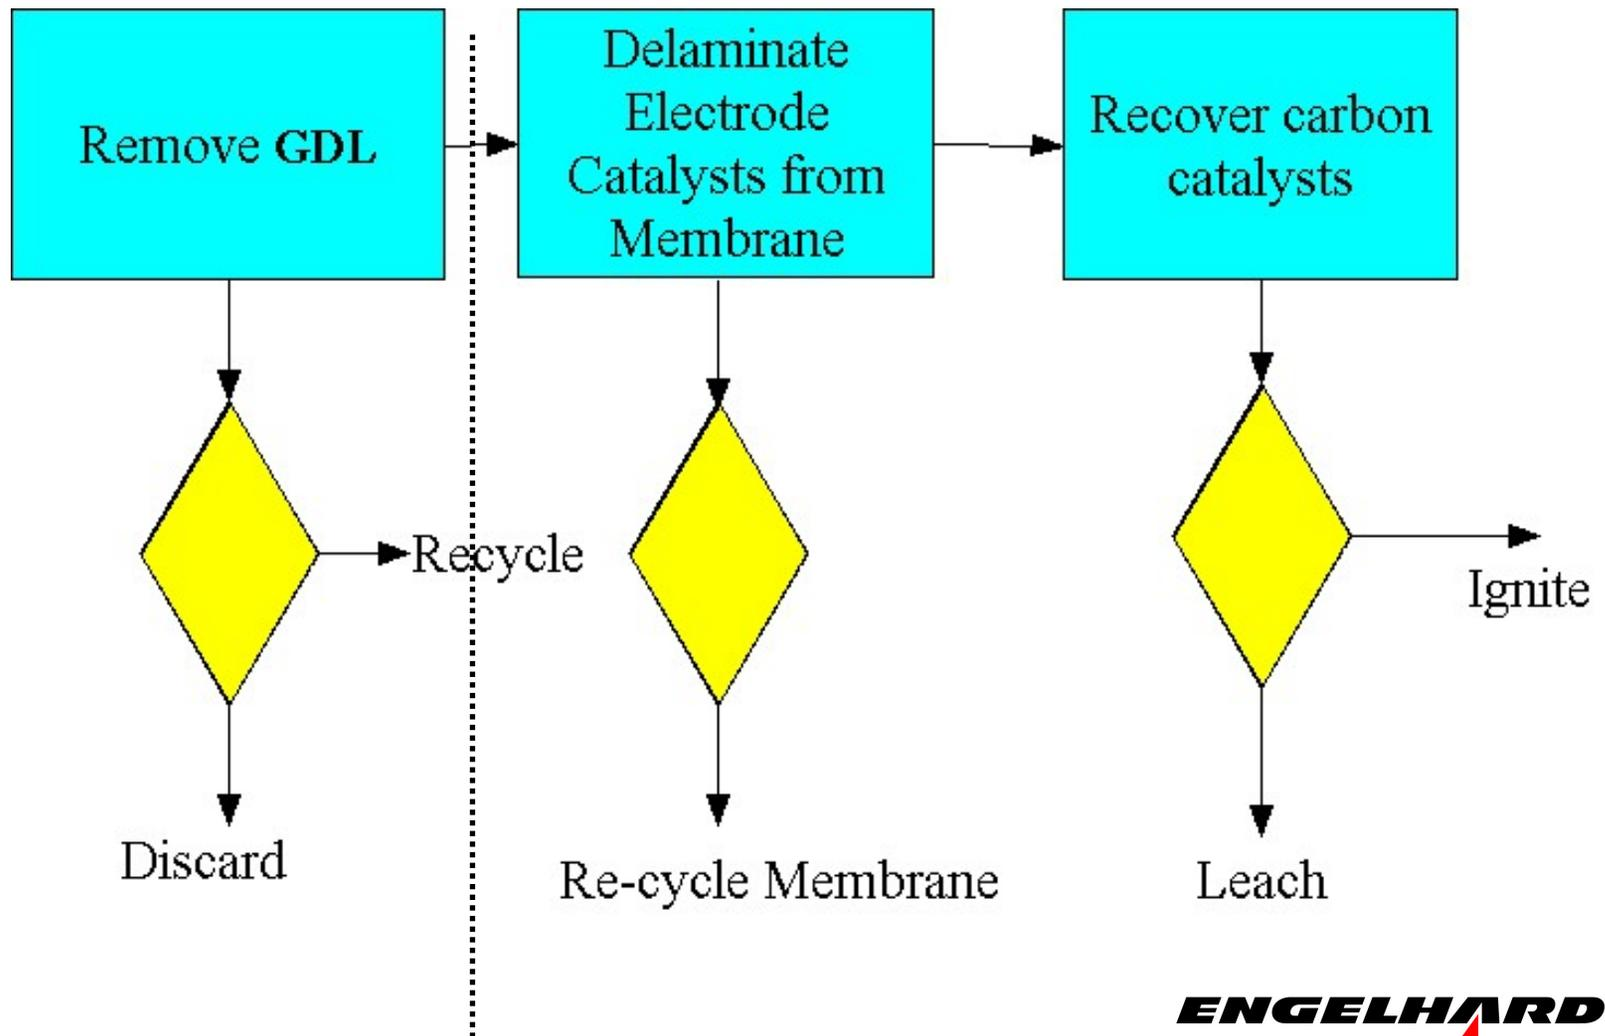 Remove GDL
Delaminate
Electrode
Catalysts from
Membrane
Recover carbon
catalysts
Recycle
Ignite
Discard
Re-cycle Membrane
Leach
ENGELHARD